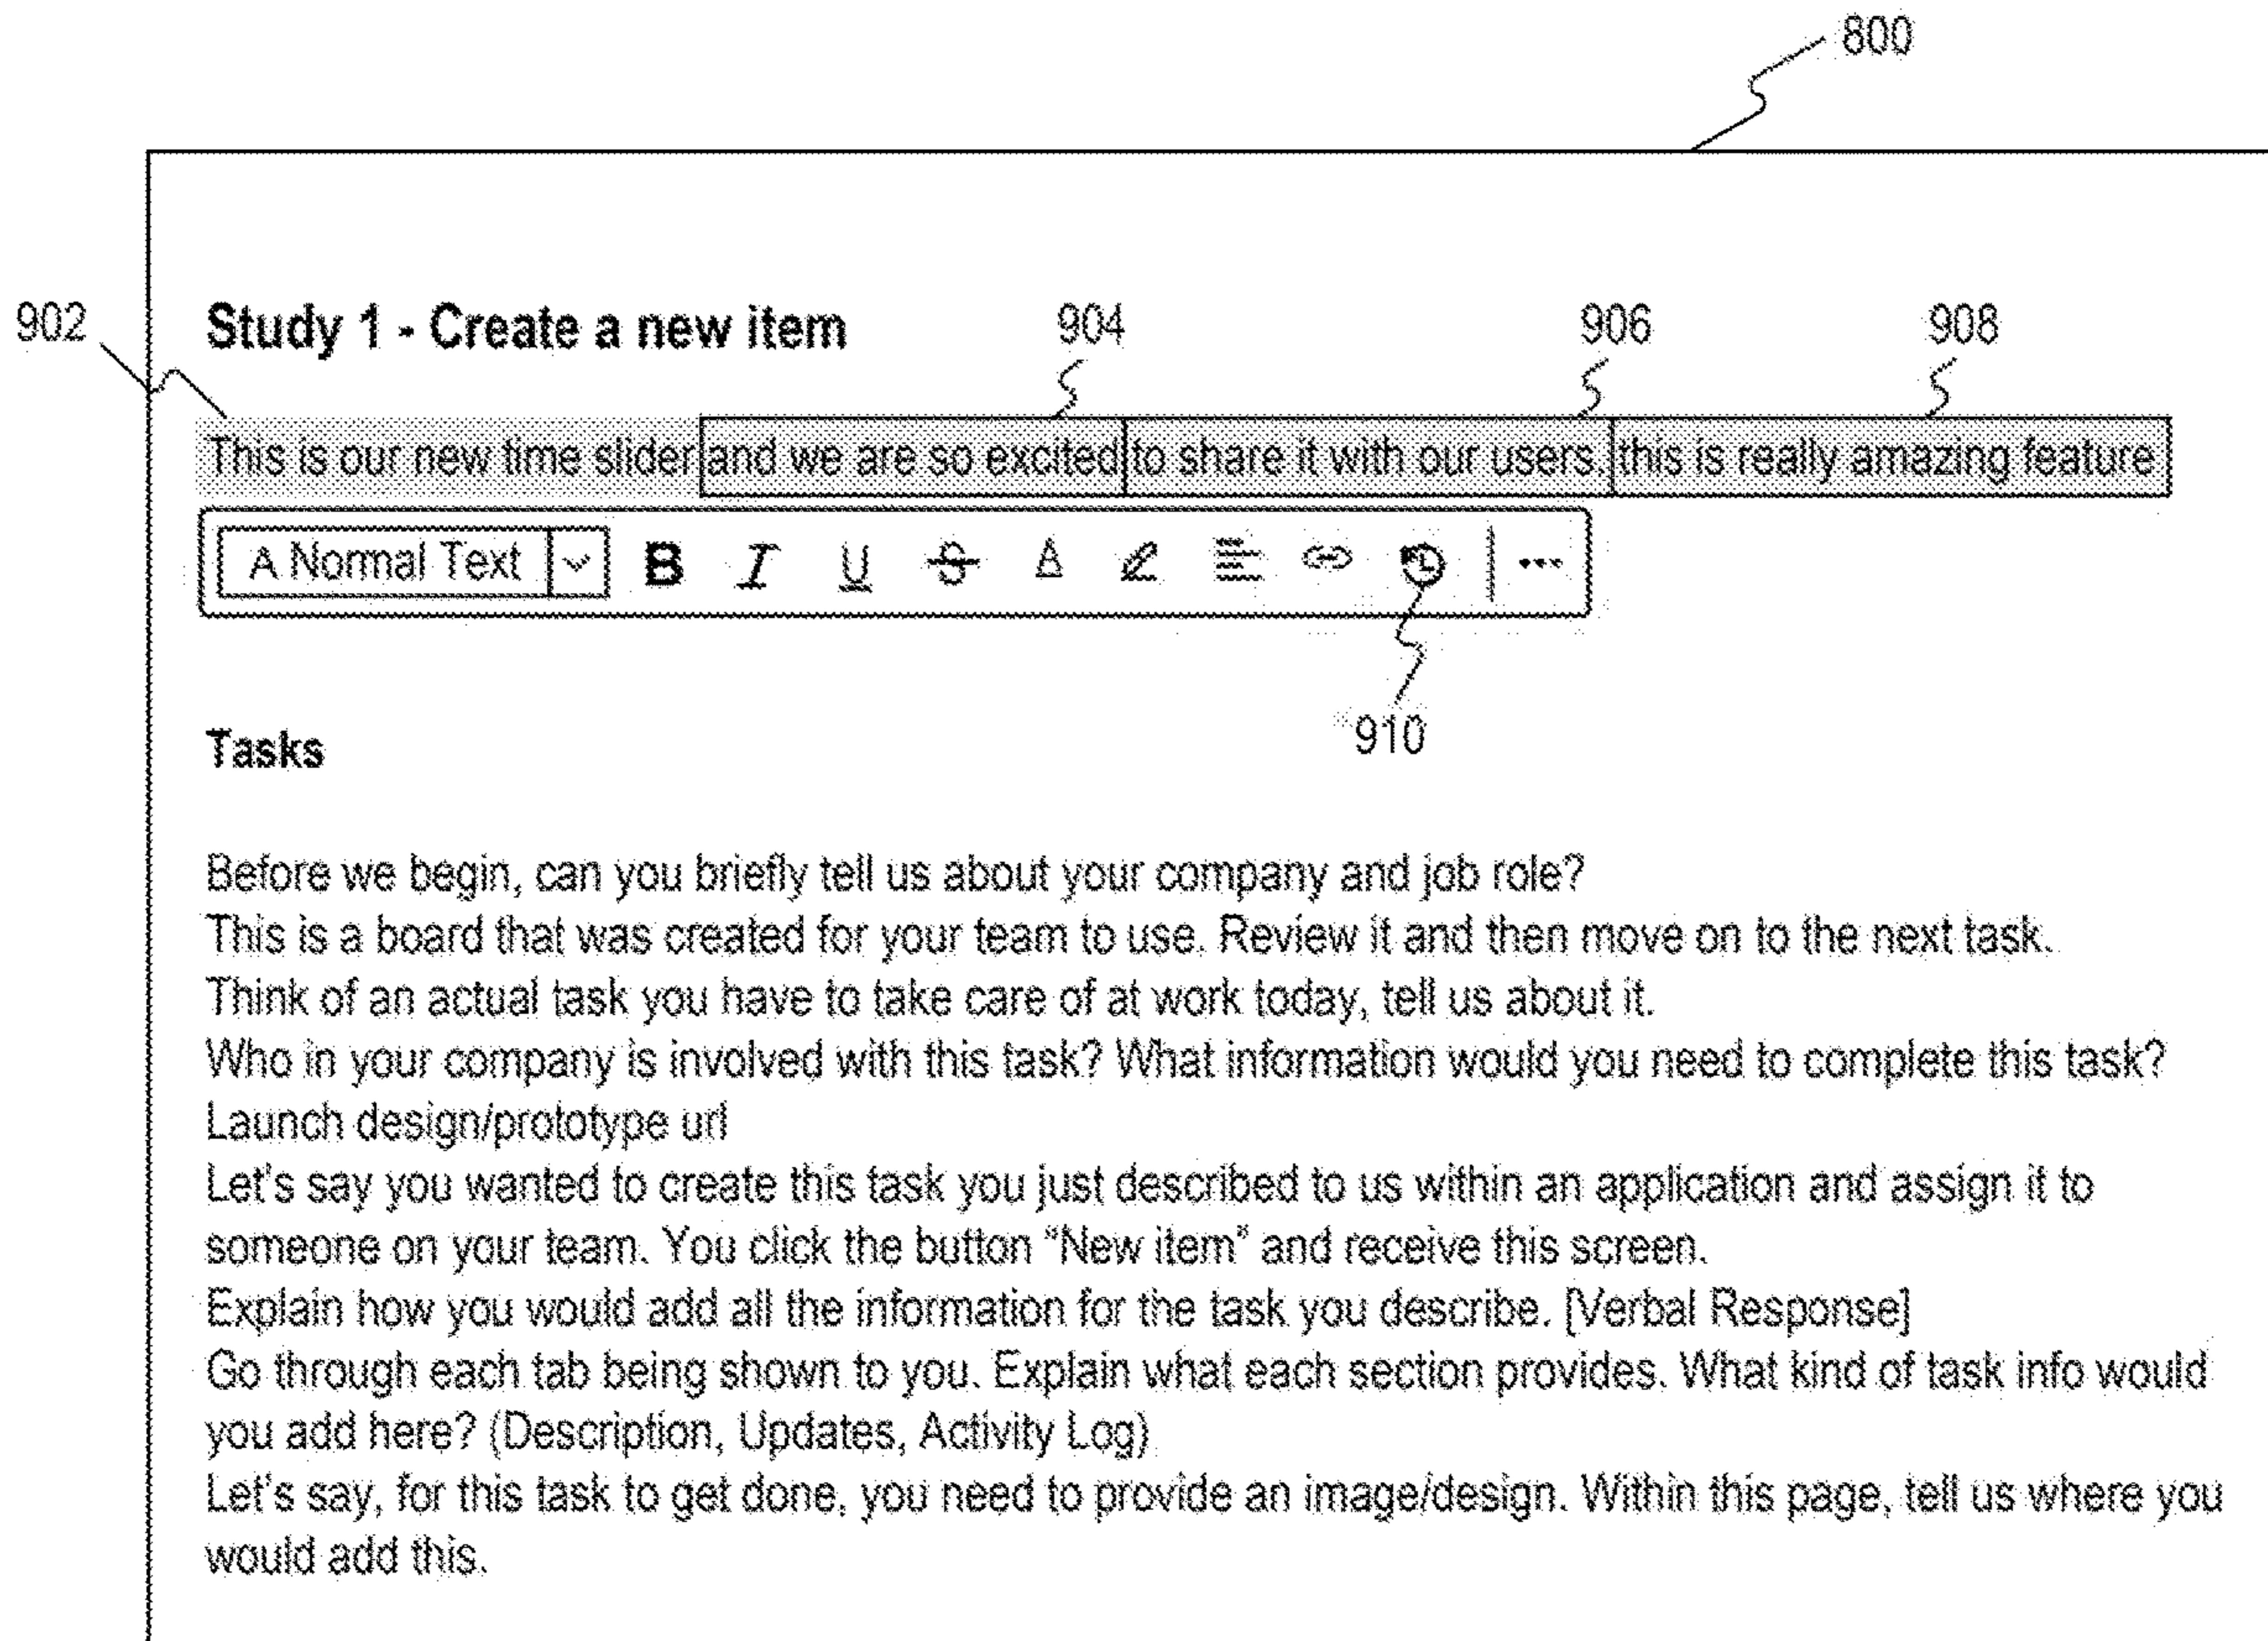 800
902
Study 1 - Create a new item
904
906
908
This is our new time slider and we are so excited to share it with our users, this is really amazing feature
A Normal Text B I U S A
910
Tasks
Before we begin, can you briefly tell us about your company and job role?
This is a board that was created for your team to use. Review it and then move on to the next task.
Think of an actual task you have to take care of at work today, tell us about it.
Who in your company is involved with this task? What information would you need to complete this task?
Launch design/prototype url
Let's say you wanted to create this task you just described to us within an application and assign it to
someone on your team. You click the button "New item" and receive this screen.
Explain how you would add all the information for the task you describe. [Verbal Response]
Go through each tab being shown to you. Explain what each section provides. What kind of task info would
you add here? (Description, Updates, Activity Log)
Let's say, for this task to get done, you need to provide an image/design. Within this page, tell us where you
would add this.